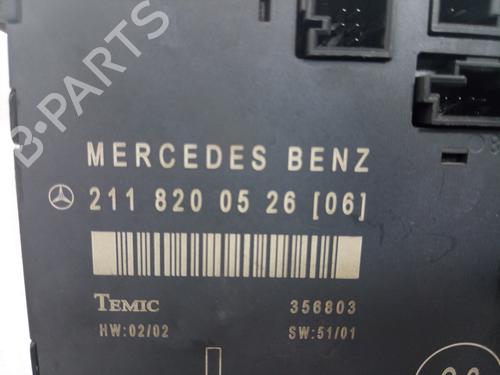 B-PARTS
MERCEDES BENZ
211 820 05 26 [06]
TEMIC 356803
HW:02/02 SW:51/01